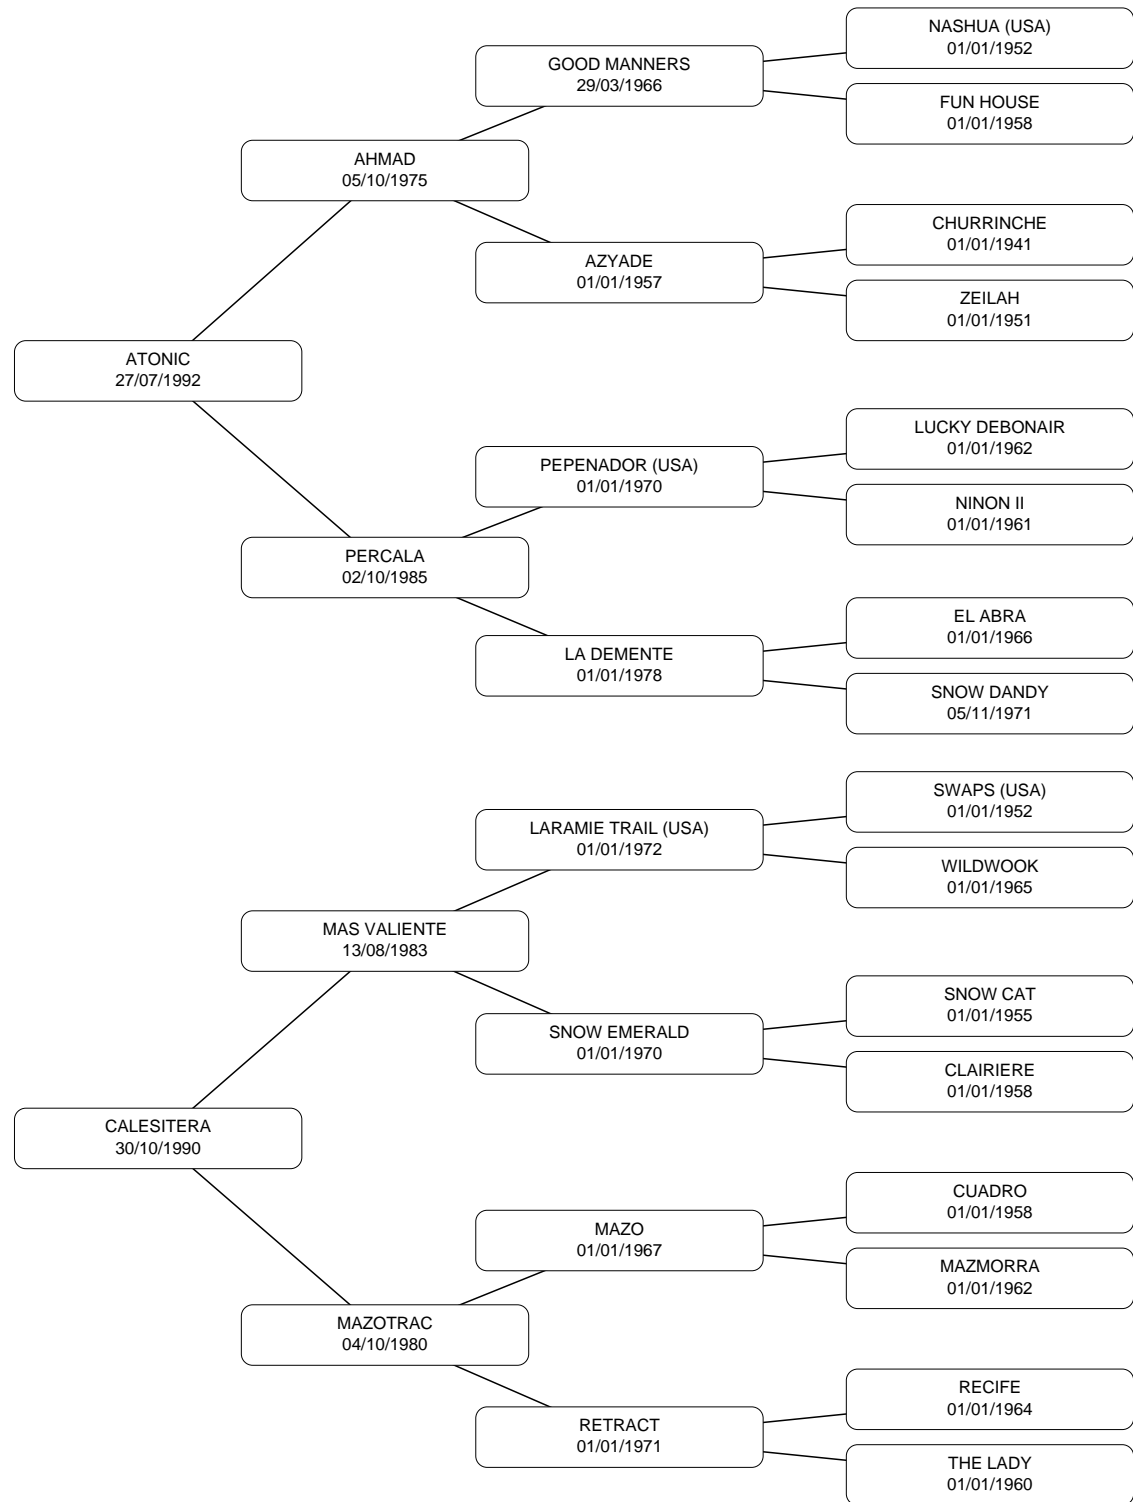 NASHUA (USA)
01/01/1952
GOOD MANNERS
29/03/1966
FUN HOUSE
01/01/1958
AHMAD
05/10/1975
CHURRINCHE
01/01/1941
AZYADE
01/01/1957
ZEILAH
01/01/1951
ATONIC
27/07/1992
LUCKY DEBONAIR
01/01/1962
PEPENADOR (USA)
01/01/1970
NINON II
01/01/1961
PERCALA
02/10/1985
EL ABRA
01/01/1966
LA DEMENTE
01/01/1978
SNOW DANDY
05/11/1971
SWAPS (USA)
01/01/1952
LARAMIE TRAIL (USA)
01/01/1972
WILDWOOK
01/01/1965
MAS VALIENTE
13/08/1983
SNOW CAT
01/01/1955
SNOW EMERALD
01/01/1970
CLAIRIERE
01/01/1958
CALESITERA
30/10/1990
CUADRO
01/01/1958
MAZO
01/01/1967
MAZMORRA
01/01/1962
MAZOTRAC
04/10/1980
RECIFE
01/01/1964
RETRACT
01/01/1971
THE LADY
01/01/1960